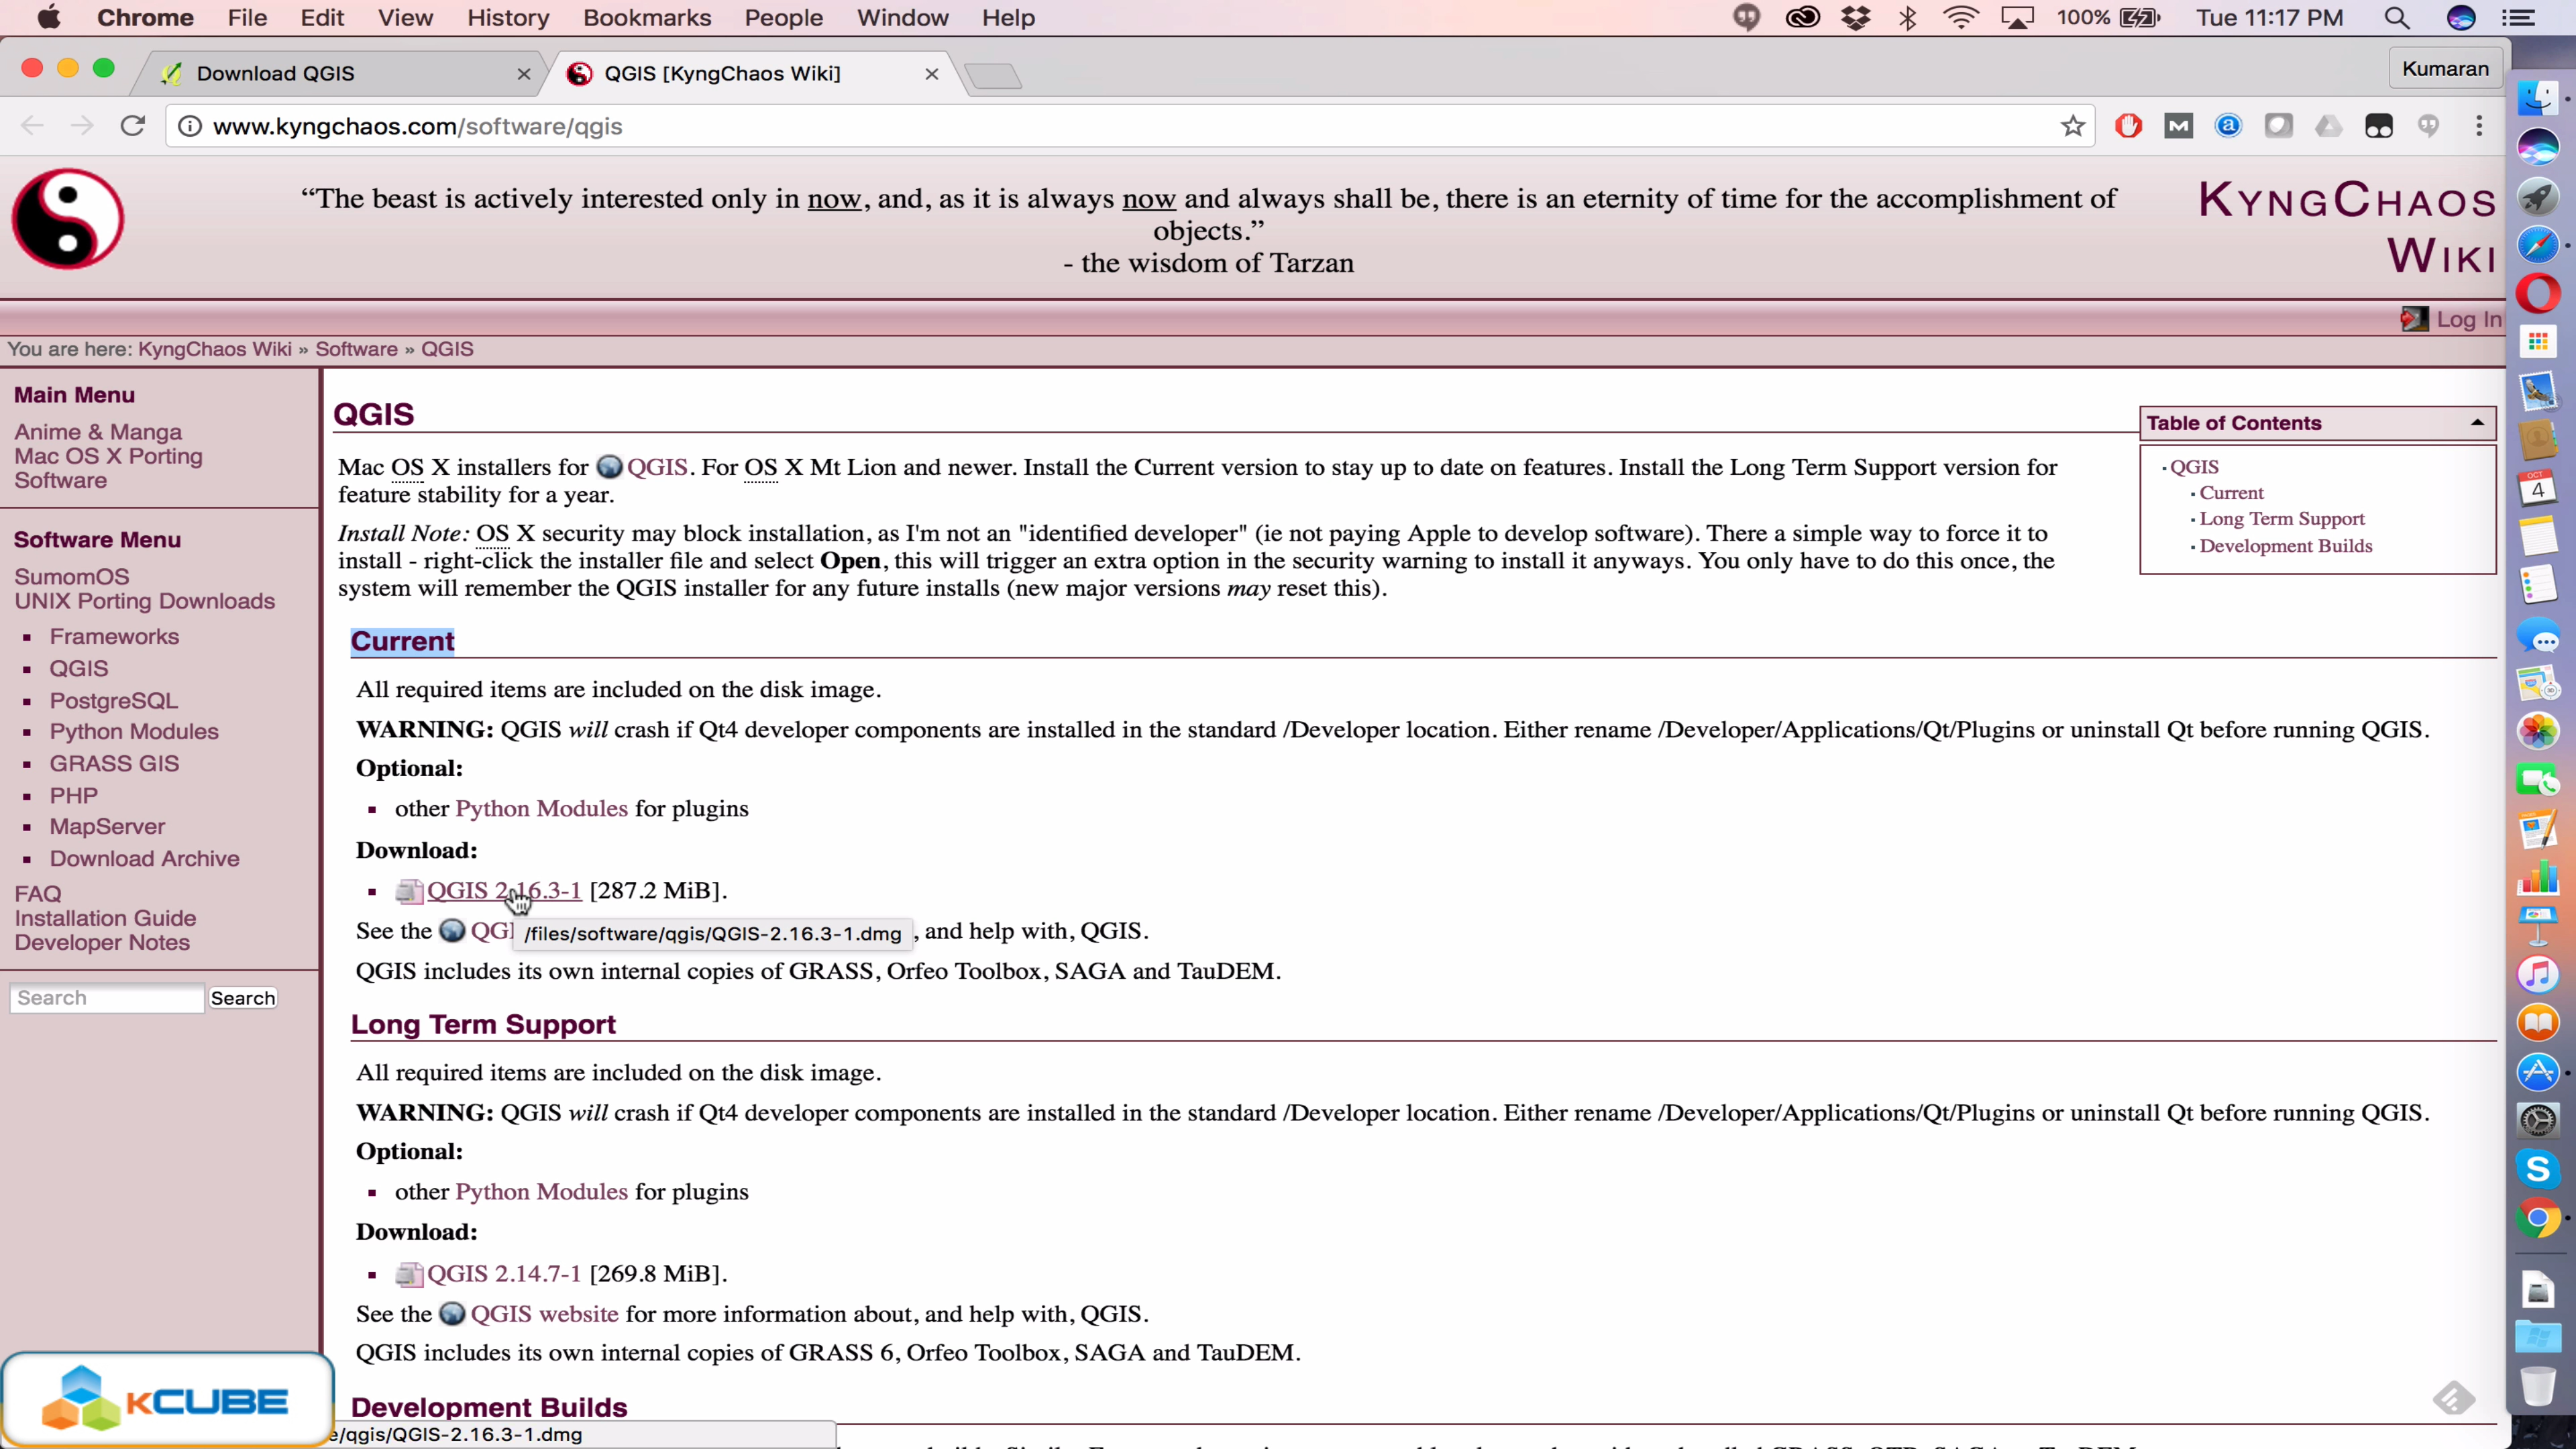 Chrome File Edit View History Bookmarks People Window Help 100% Tue 11:17 PM
Download QGIS QGIS [KyngChaos Wiki] Kumaran
www.kyngchaos.com/software/qgis
“The beast is actively interested only in now, and, as it is always now and always shall be, there is an eternity of time for the accomplishment of
objects.”
- the wisdom of Tarzan
KYNGCHAOS
WIKI
Log In
You are here: KyngChaos Wiki » Software » QGIS
Main Menu
Anime & Manga
Mac OS X Porting
Software
Software Menu
SumomOS
UNIX Porting Downloads
Frameworks
QGIS
PostgreSQL
Python Modules
GRASS GIS
PHP
MapServer
Download Archive
FAQ
Installation Guide
Developer Notes
Search Search
QGIS
Mac OS X installers for QGIS. For OS X Mt Lion and newer. Install the Current version to stay up to date on features. Install the Long Term Support version for
feature stability for a year.
Install Note: OS X security may block installation, as I'm not an "identified developer" (ie not paying Apple to develop software). There a simple way to force it to
install - right-click the installer file and select Open, this will trigger an extra option in the security warning to install it anyways. You only have to do this once, the
system will remember the QGIS installer for any future installs (new major versions may reset this).
Table of Contents
QGIS
Current
Long Term Support
Development Builds
Current
All required items are included on the disk image.
WARNING: QGIS will crash if Qt4 developer components are installed in the standard /Developer location. Either rename /Developer/Applications/Qt/Plugins or uninstall Qt before running QGIS.
Optional:
other Python Modules for plugins
Download:
QGIS 2.16.3-1 [287.2 MiB].
See the QGI /files/software/qgis/QGIS-2.16.3-1.dmg , and help with, QGIS.
QGIS includes its own internal copies of GRASS, Orfeo Toolbox, SAGA and TauDEM.
Long Term Support
All required items are included on the disk image.
WARNING: QGIS will crash if Qt4 developer components are installed in the standard /Developer location. Either rename /Developer/Applications/Qt/Plugins or uninstall Qt before running QGIS.
Optional:
other Python Modules for plugins
Download:
QGIS 2.14.7-1 [269.8 MiB].
See the QGIS website for more information about, and help with, QGIS.
QGIS includes its own internal copies of GRASS 6, Orfeo Toolbox, SAGA and TauDEM.
Development Builds
KCUBE
e/qgis/QGIS-2.16.3-1.dmg
OCT
4